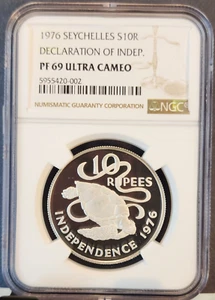 1976 SEYCHELLES S10R
DECLARATION OF INDEP.
PF 69 ULTRA CAMEO
5955420-002
NUMISMATIC GUARANTY CORPORATION
NGC
10
RUPEES
INDEPENDENCE 1976